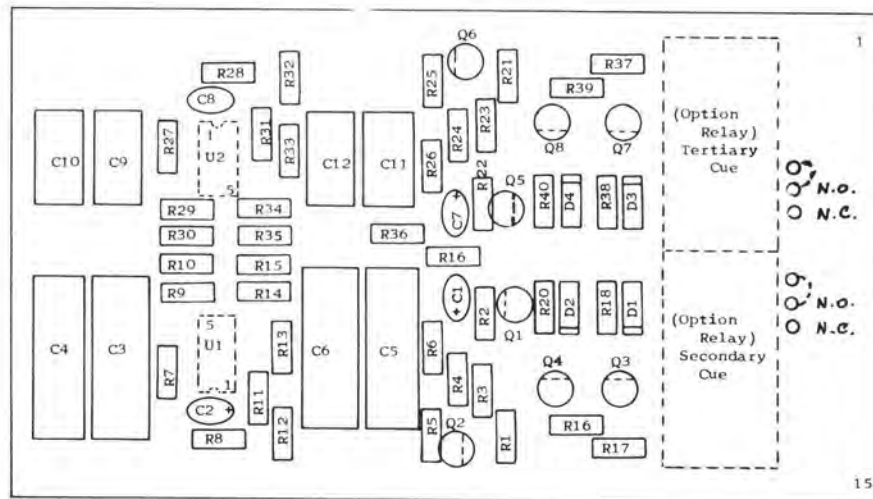 Q6
1
R28
R32
R25
R21
R37
R39
C8
C10
C9
R27
1
U2
5
R31
R33
C12
C11
R26
R24
R23
R22
Q8
Q7
(Option
Relay)
Tertiary
Cue
N.O.
N.C.
+
C7
Q5
R40
D4
R38
D3
R29
R34
R30
R35
R36
R10
R15
R16
R9
R14
C4
C3
R7
5
U1
1
R13
C6
C5
+ C1
R2
Q1
R20
D2
R18
D1
(Option
Relay)
Secondary
Cue
N.O.
N.C.
R6
R4
R3
Q4
Q3
C2 +
R11
R12
R8
R5
Q2
R1
R16
R17
15